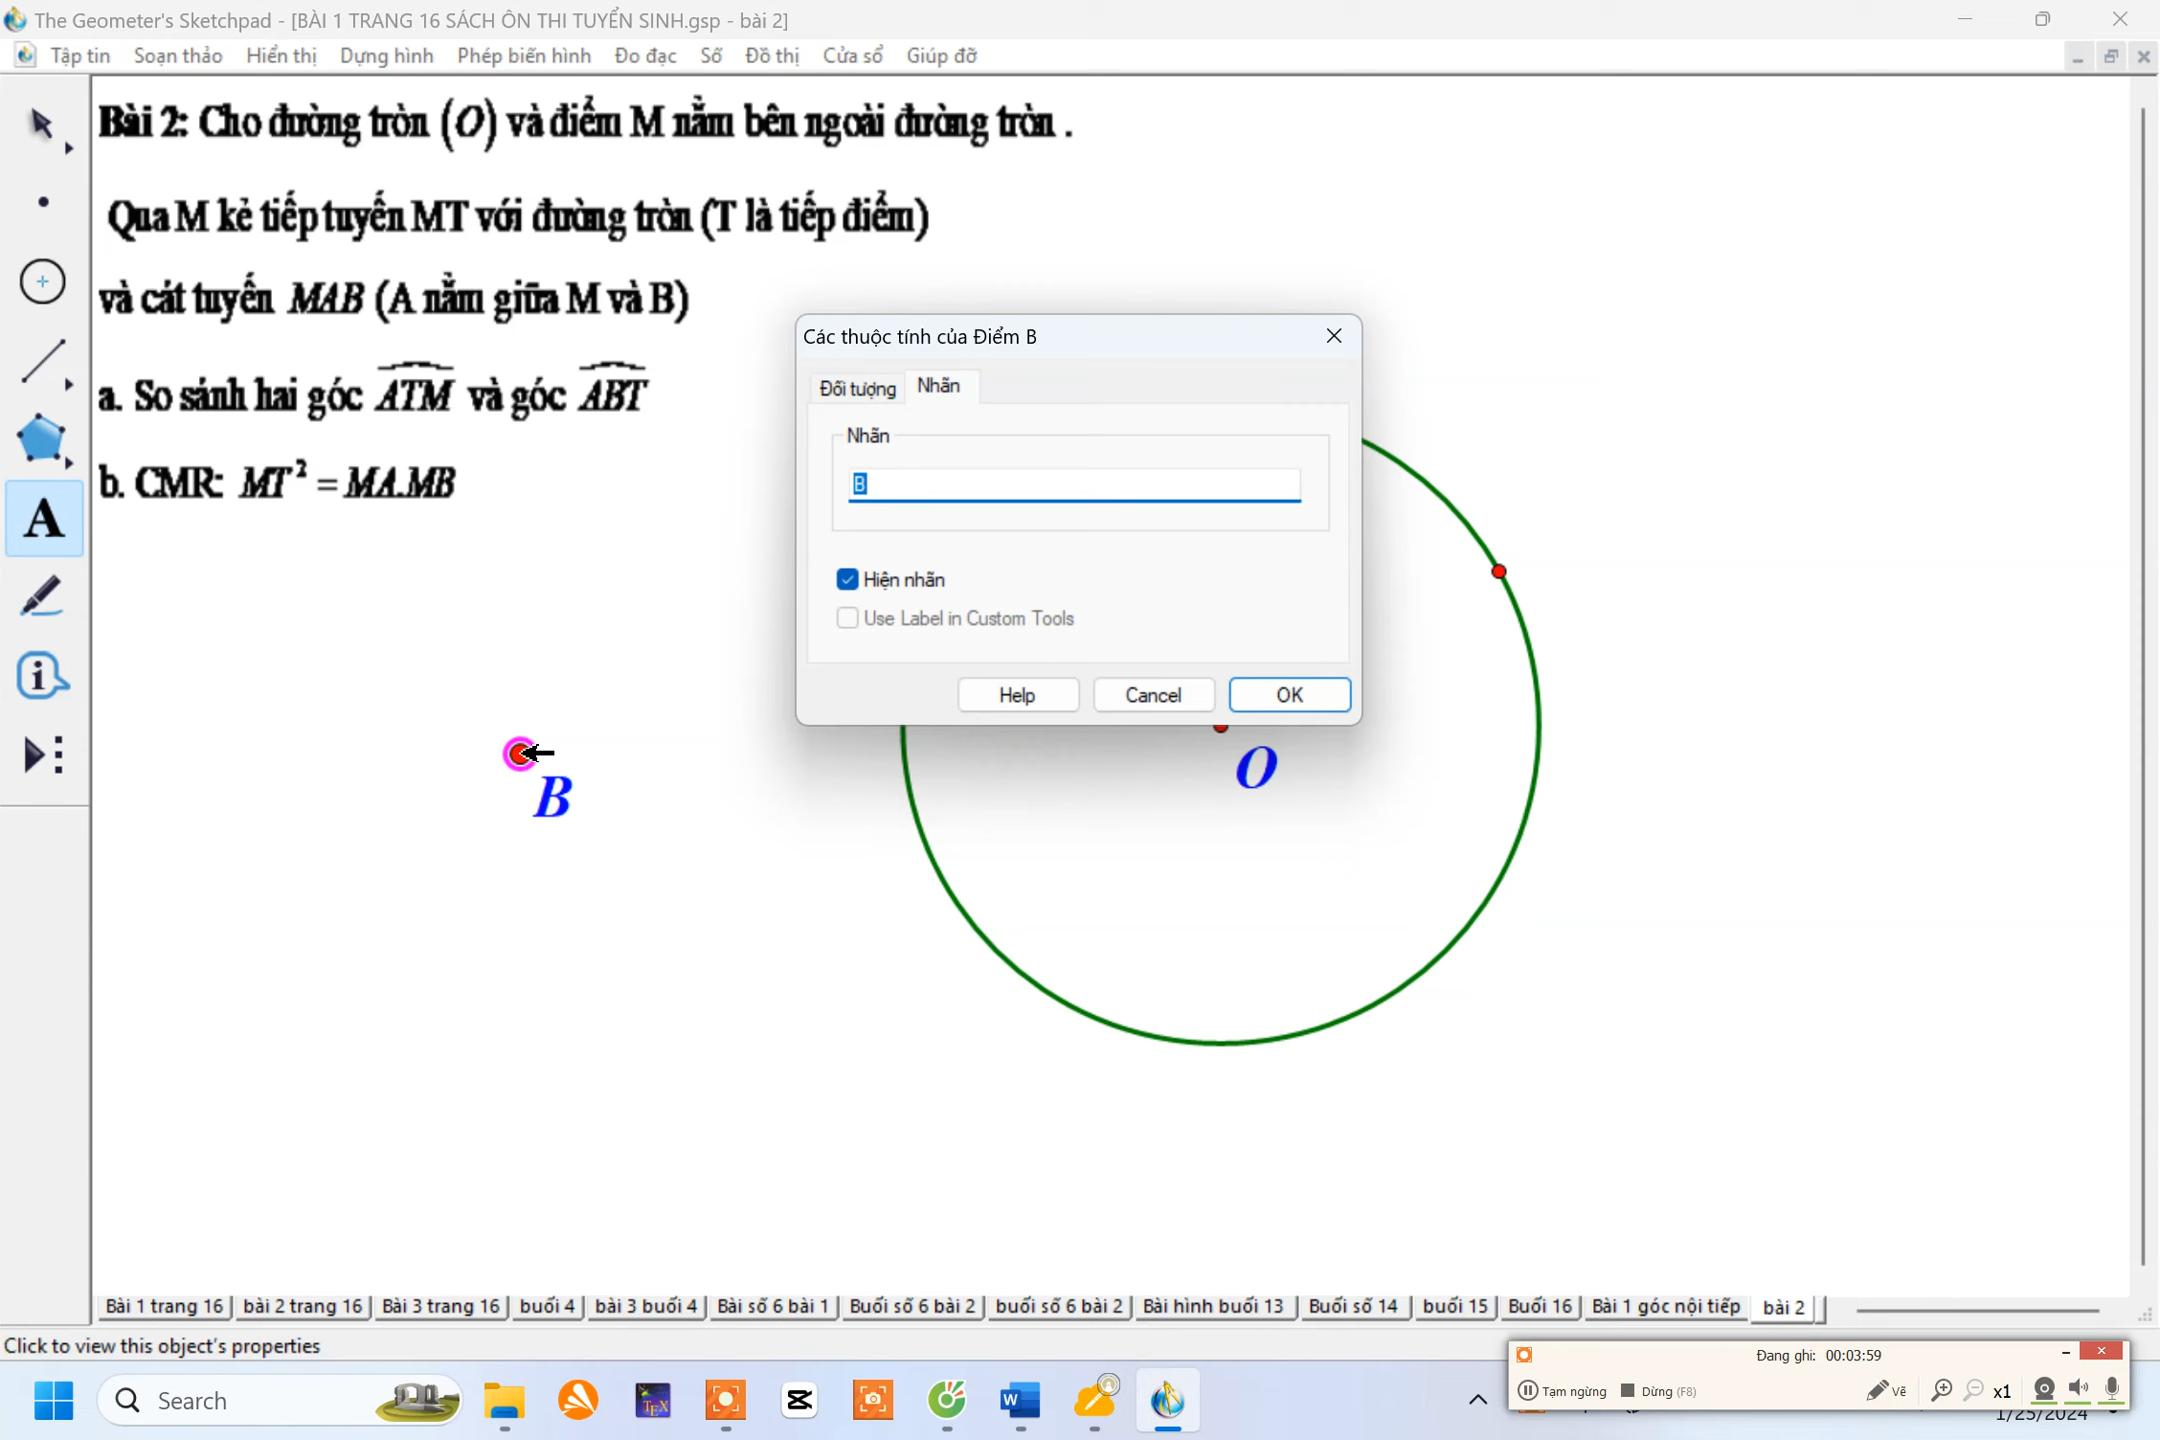 The Geometer's Sketchpad - [BÀI 1 TRANG 16 SÁCH ÔN THI TUYỂN SINH.gsp - bài 2]
Tập tin Soạn thảo Hiển thị Dựng hình Phép biến hình Đo đạc Số Đồ thị Cửa sổ Giúp đỡ
Bài 2: Cho đường tròn (O) và điểm M nằm bên ngoài đường tròn .
Qua M kẻ tiếp tuyến MT với đường tròn (T là tiếp điểm)
và cát tuyến MAB (A nằm giữa M và B)
a. So sánh hai góc \widehat{ATM} và góc \widehat{ABT}
b. CMR: MT² = MA.MB
Các thuộc tính của Điểm B
Đối tượng Nhãn
Nhãn
B
Hiện nhãn
Use Label in Custom Tools
Help Cancel OK
A
B
O
Bài 1 trang 16 bài 2 trang 16 Bài 3 trang 16 buổi 4 bài 3 buổi 4 Bài số 6 bài 1 Buổi số 6 bài 2 buổi số 6 bài 2 Bài hình buổi 13 Buổi số 14 buổi 15 Buổi 16 Bài 1 góc nội tiếp bài 2
Click to view this object's properties
Đang ghi: 00:03:59
Tạm ngừng Dừng (F8) Vẽ x1
Search
TEX
W
1/25/2024